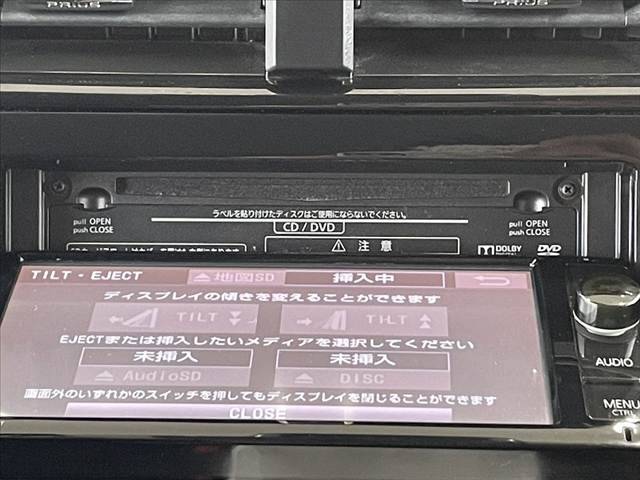 PRIUS
PRIUS
ラベルを貼り付けたディスクはご使用にならないでください。
pull OPEN
push CLOSE
CD / DVD
pull OPEN
push CLOSE
注 意
DOLBY
DVD
TILT - EJECT
地図SD
挿入中
ディスプレイの傾きを変えることができます
TILT
TILT
EJECTまたは挿入したいメディアを選択してください
未挿入
未挿入
AudioSD
DISC
画面外のいずれかのスイッチを押してもディスプレイを閉じることができます
CLOSE
AUDIO
MENU
CTRL